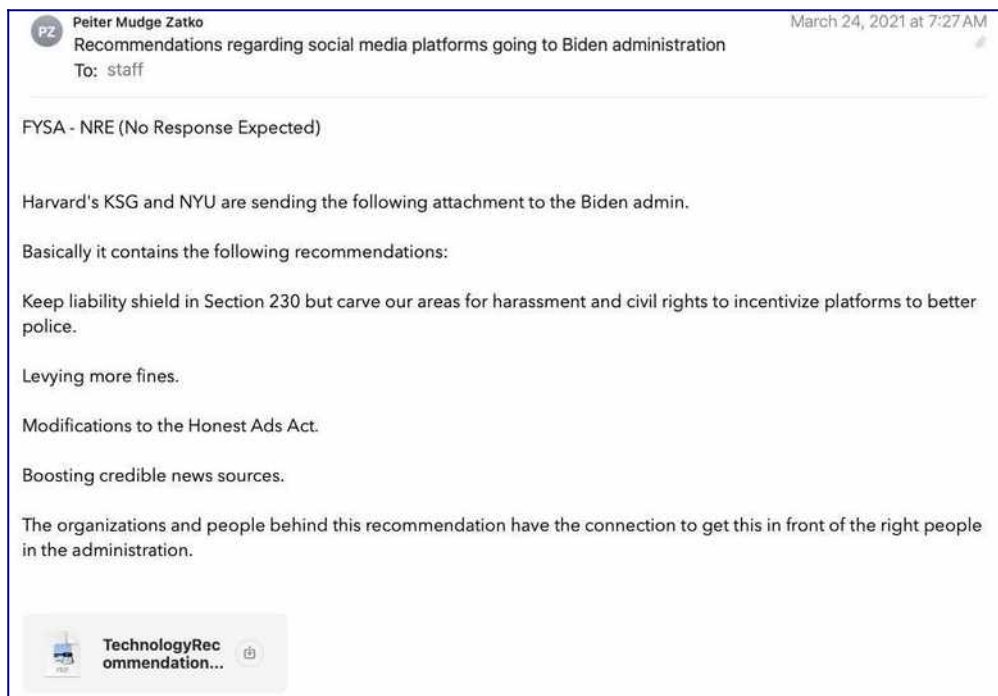 PZ
Peiter Mudge Zatko
March 24, 2021 at 7:27 AM
Recommendations regarding social media platforms going to Biden administration
To: staff
FYSA - NRE (No Response Expected)
Harvard's KSG and NYU are sending the following attachment to the Biden admin.
Basically it contains the following recommendations:
Keep liability shield in Section 230 but carve our areas for harassment and civil rights to incentivize platforms to better
police.
Levying more fines.
Modifications to the Honest Ads Act.
Boosting credible news sources.
The organizations and people behind this recommendation have the connection to get this in front of the right people
in the administration.
TechnologyRec
ommendation...